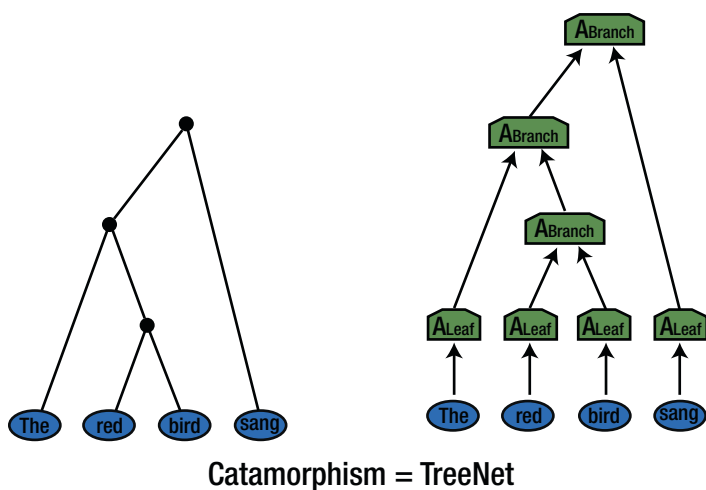 ABranch
ABranch
ABranch
ALeaf ALeaf ALeaf ALeaf
The red bird sang The red bird sang
Catamorphism = TreeNet